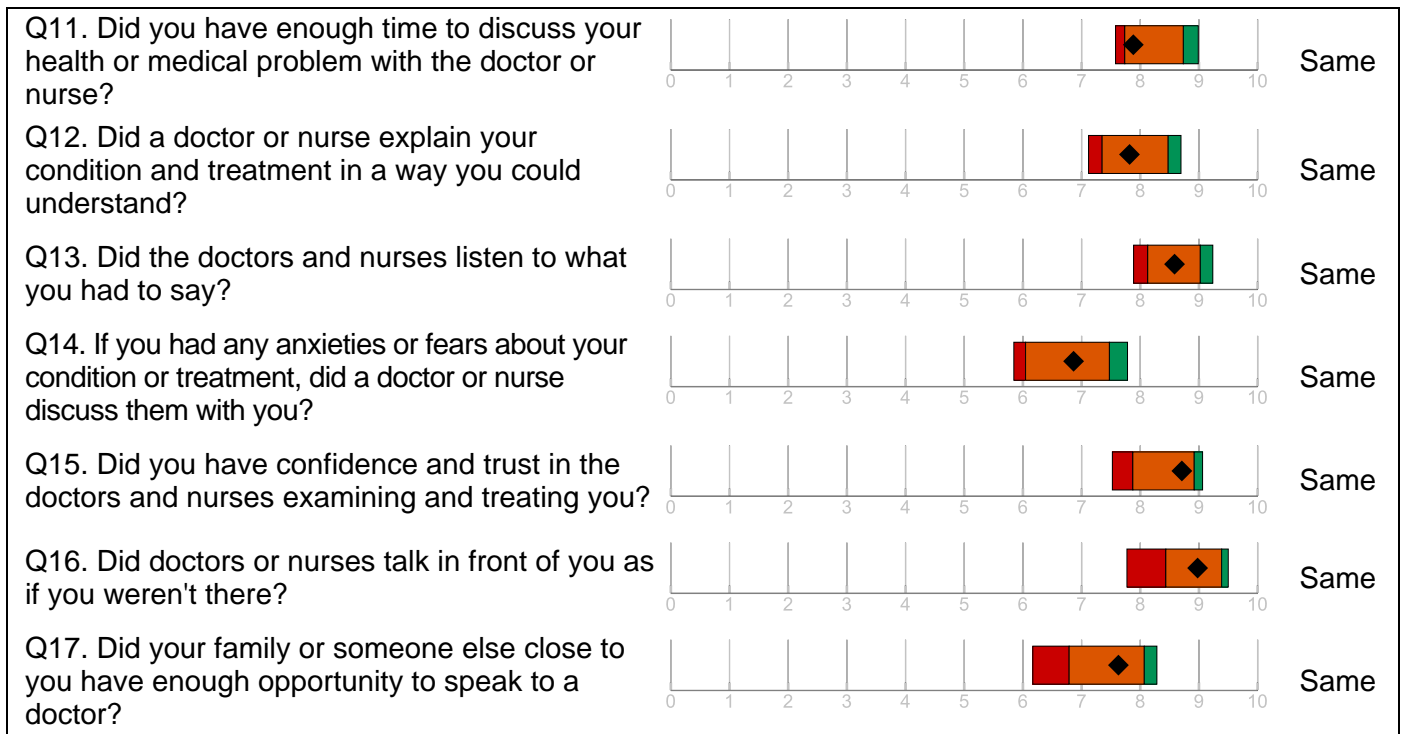 Q11. Did you have enough time to discuss your
health or medical problem with the doctor or
nurse?
0 1 2 3 4 5 6 7 8 9 10
Same
Q12. Did a doctor or nurse explain your
condition and treatment in a way you could
understand?
0 1 2 3 4 5 6 7 8 9 10
Same
Q13. Did the doctors and nurses listen to what
you had to say?
0 1 2 3 4 5 6 7 8 9 10
Same
Q14. If you had any anxieties or fears about your
condition or treatment, did a doctor or nurse
discuss them with you?
0 1 2 3 4 5 6 7 8 9 10
Same
Q15. Did you have confidence and trust in the
doctors and nurses examining and treating you?
0 1 2 3 4 5 6 7 8 9 10
Same
Q16. Did doctors or nurses talk in front of you as
if you weren't there?
0 1 2 3 4 5 6 7 8 9 10
Same
Q17. Did your family or someone else close to
you have enough opportunity to speak to a
doctor?
0 1 2 3 4 5 6 7 8 9 10
Same